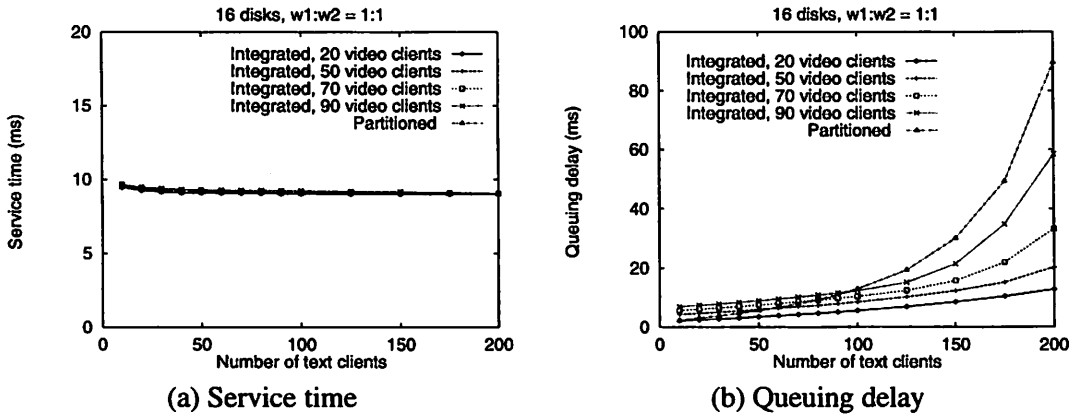 16 disks, w1:w2 = 1:1
20
15
10
5
0
Service time (ms)
Integrated, 20 video clients
Integrated, 50 video clients
Integrated, 70 video clients
Integrated, 90 video clients
Partitioned
0 50 100 150 200
Number of text clients
(a) Service time
16 disks, w1:w2 = 1:1
100
80
60
40
20
0
Queuing delay (ms)
Integrated, 20 video clients
Integrated, 50 video clients
Integrated, 70 video clients
Integrated, 90 video clients
Partitioned
0 50 100 150 200
Number of text clients
(b) Queuing delay